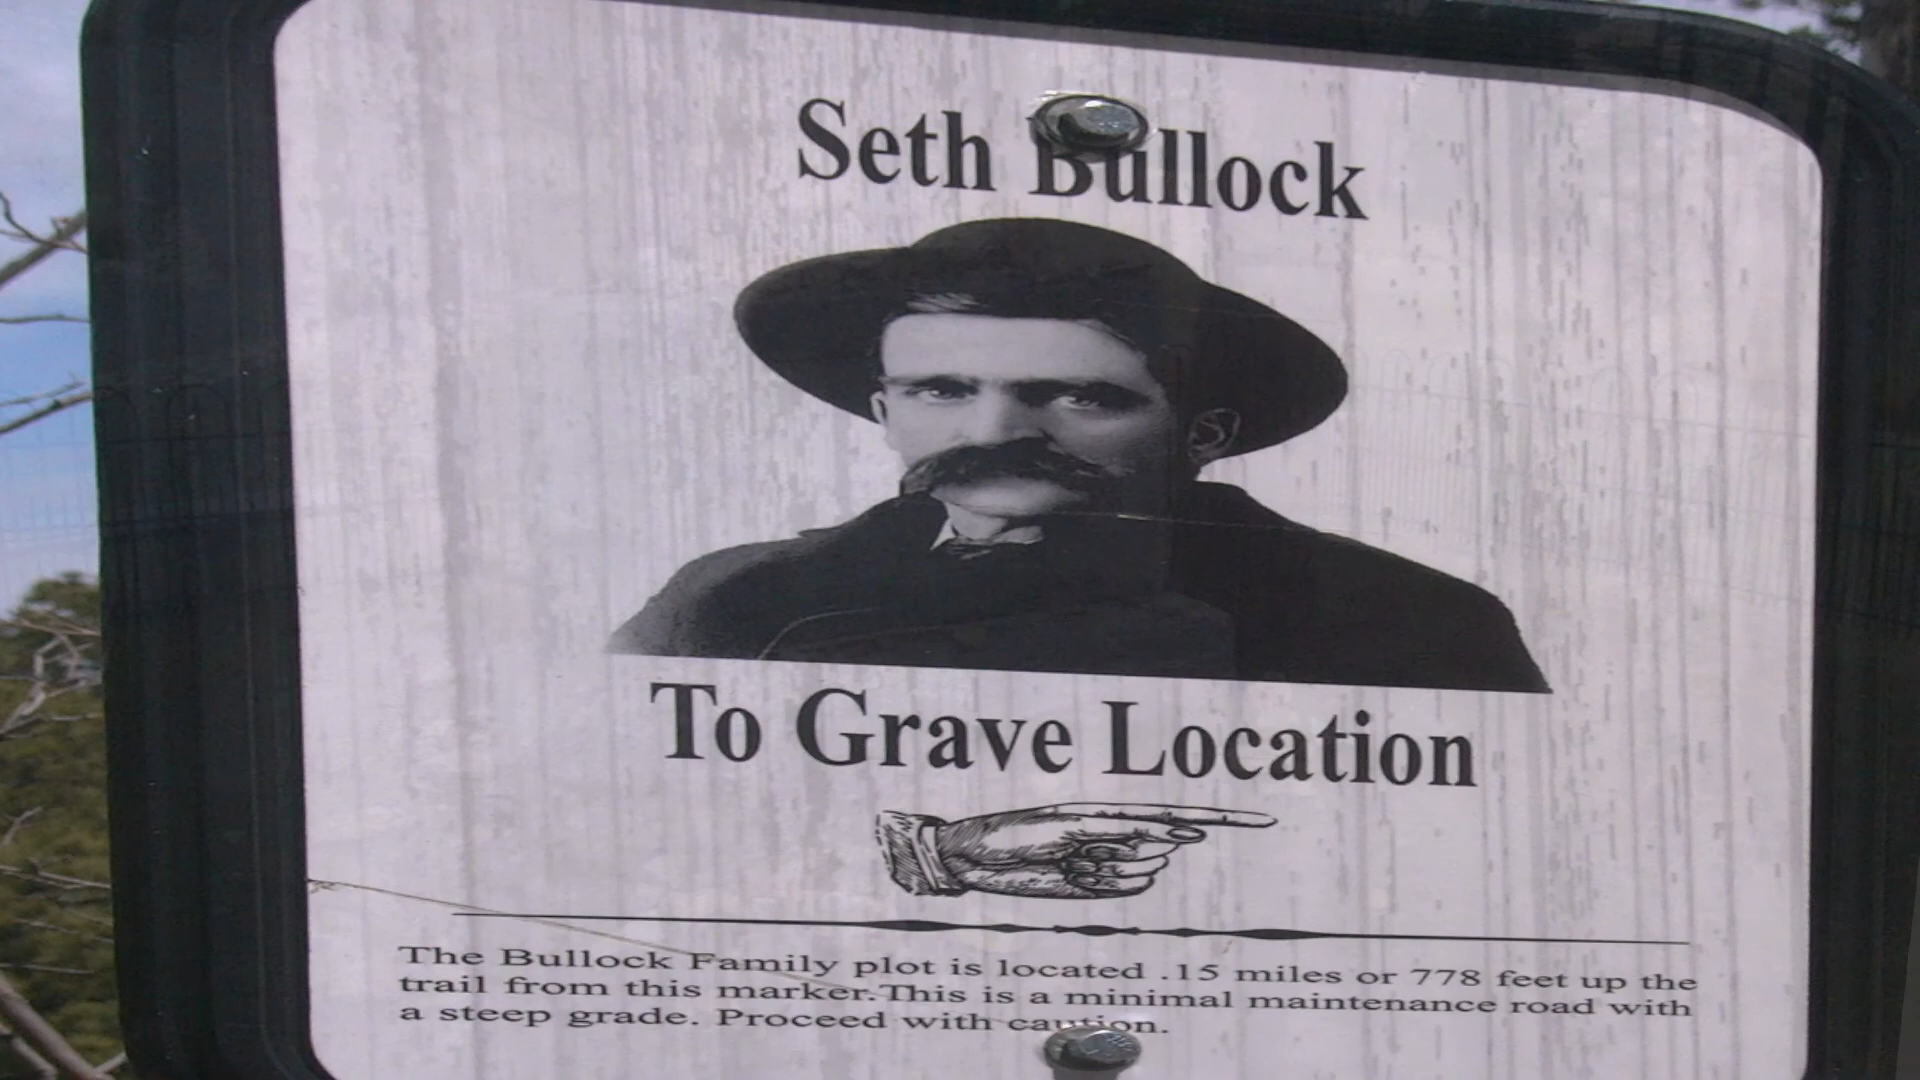 Seth Bullock
To Grave Location
The Bullock Family plot is located .15 miles or 778 feet up the
trail from this marker.This is a minimal maintenance road with
a steep grade. Proceed with caution.